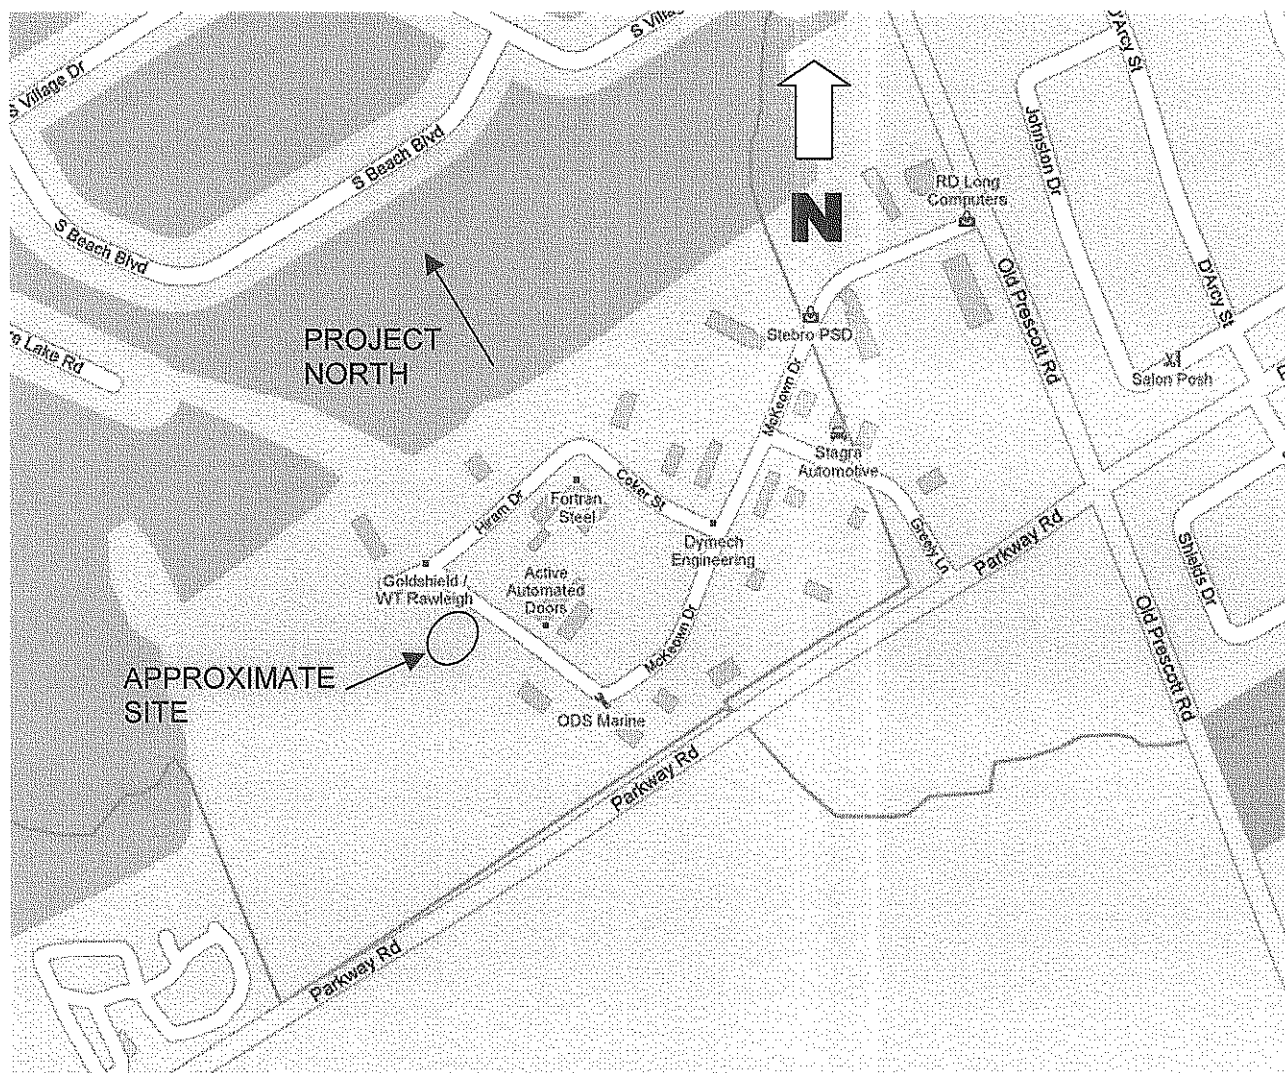 S Village Dr
S Villag
D'Arcy St
S Beach Blvd
Johnston Dr
RD Long
Computers
N
S Beach Blvd
Old Prescott Rd
D'Arcy St
PROJECT
NORTH
Stebro PSD
re Lake Rd
Salon Posh
McKeown Dr
Stagra
Automotive
Hiram Dr
Coker St
Fortran
Steel
Dymech
Engineering
Greely Ln
Parkway Rd
Shields Dr
Goldshield /
WT Rawleigh
Active
Automated
Doors
McKeown Dr
Old Prescott Rd
APPROXIMATE
SITE
ODS Marine
Parkway Rd
Parkway Rd